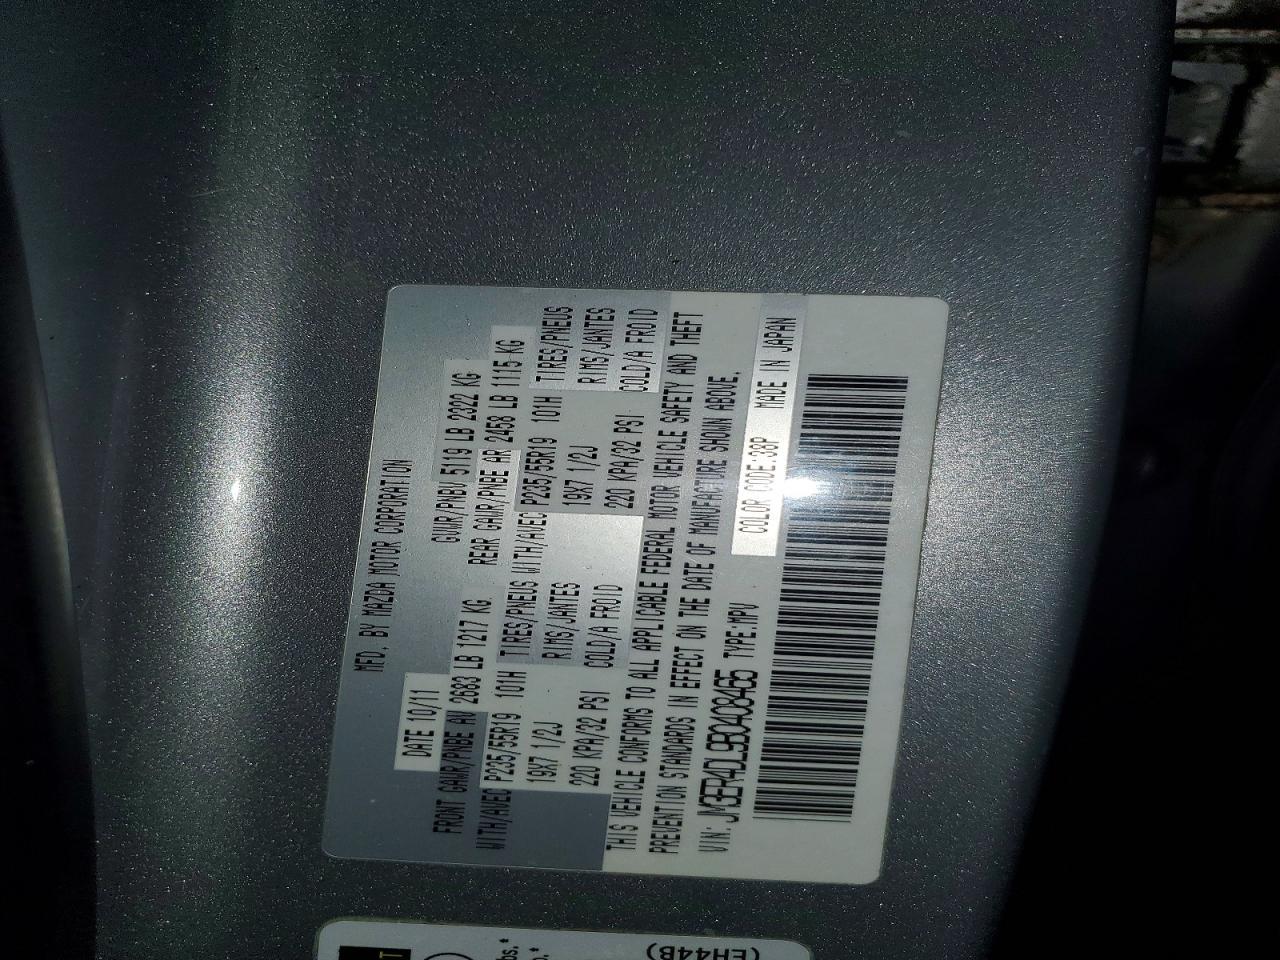 MFD. BY MAZDA MOTOR CORPORATION
DATE 10/11 GVWR/PNBV 5119 LB 2322 KG
FRONT GAWR/PNBE AV 2683 LB 1217 KG REAR GAWR/PNBE AR 2458 LB 1115 KG
WITH/AVEC P235/55R19 101H TIRES/PNEUS WITH/AVEC P235/55R19 101H TIRES/PNEUS
19X7 1/2J RIMS/JANTES 19X7 1/2J RIMS/JANTES
220 KPA/32 PSI COLD/A FROID 220 KPA/32 PSI COLD/A FROID
THIS VEHICLE CONFORMS TO ALL APPLICABLE FEDERAL MOTOR VEHICLE SAFETY AND THEFT
PREVENTION STANDARDS IN EFFECT ON THE DATE OF MANUFACTURE SHOWN ABOVE.
VIN: JM3ER4DL9B0408465 TYPE:MPV COLOR CODE:38P MADE IN JAPAN
(EH44B)